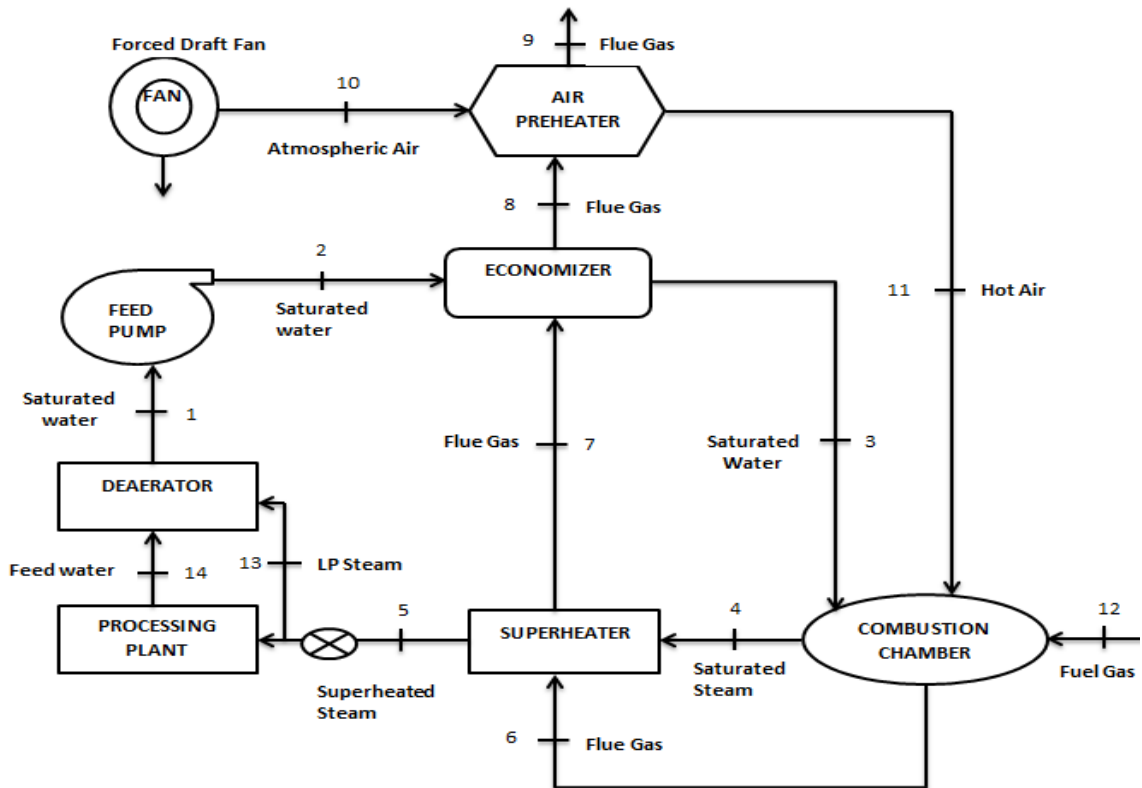 9
Flue Gas
Forced Draft Fan
FAN
10
AIR
PREHEATER
Atmospheric Air
8
Flue Gas
2
ECONOMIZER
Saturated
water
11
Hot Air
FEED
PUMP
Saturated
water
1
Flue Gas
7
Saturated
Water
3
DEAERATOR
Feed water
14
13
LP Steam
PROCESSING
PLANT
5
SUPERHEATER
4
COMBUSTION
CHAMBER
12
Superheated
Steam
Saturated
Steam
Fuel Gas
6
Flue Gas